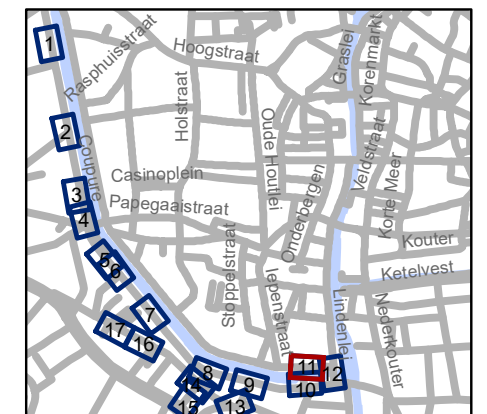 1
Rasphuisstraat
Hoogstraat
Graslei
Korenmarkt
2
Coupure
Holstraat
Oude Houtlei
Onderbergen
Veldstraat
Korte Meer
3
Casinoplein
Papegaaistraat
4
Kouter
Ketelvest
5
6
Stoppelstraat
Iepenstraat
Lindenlei
Nederkouter
7
17
16
8
9
11
12
10
14
15
13